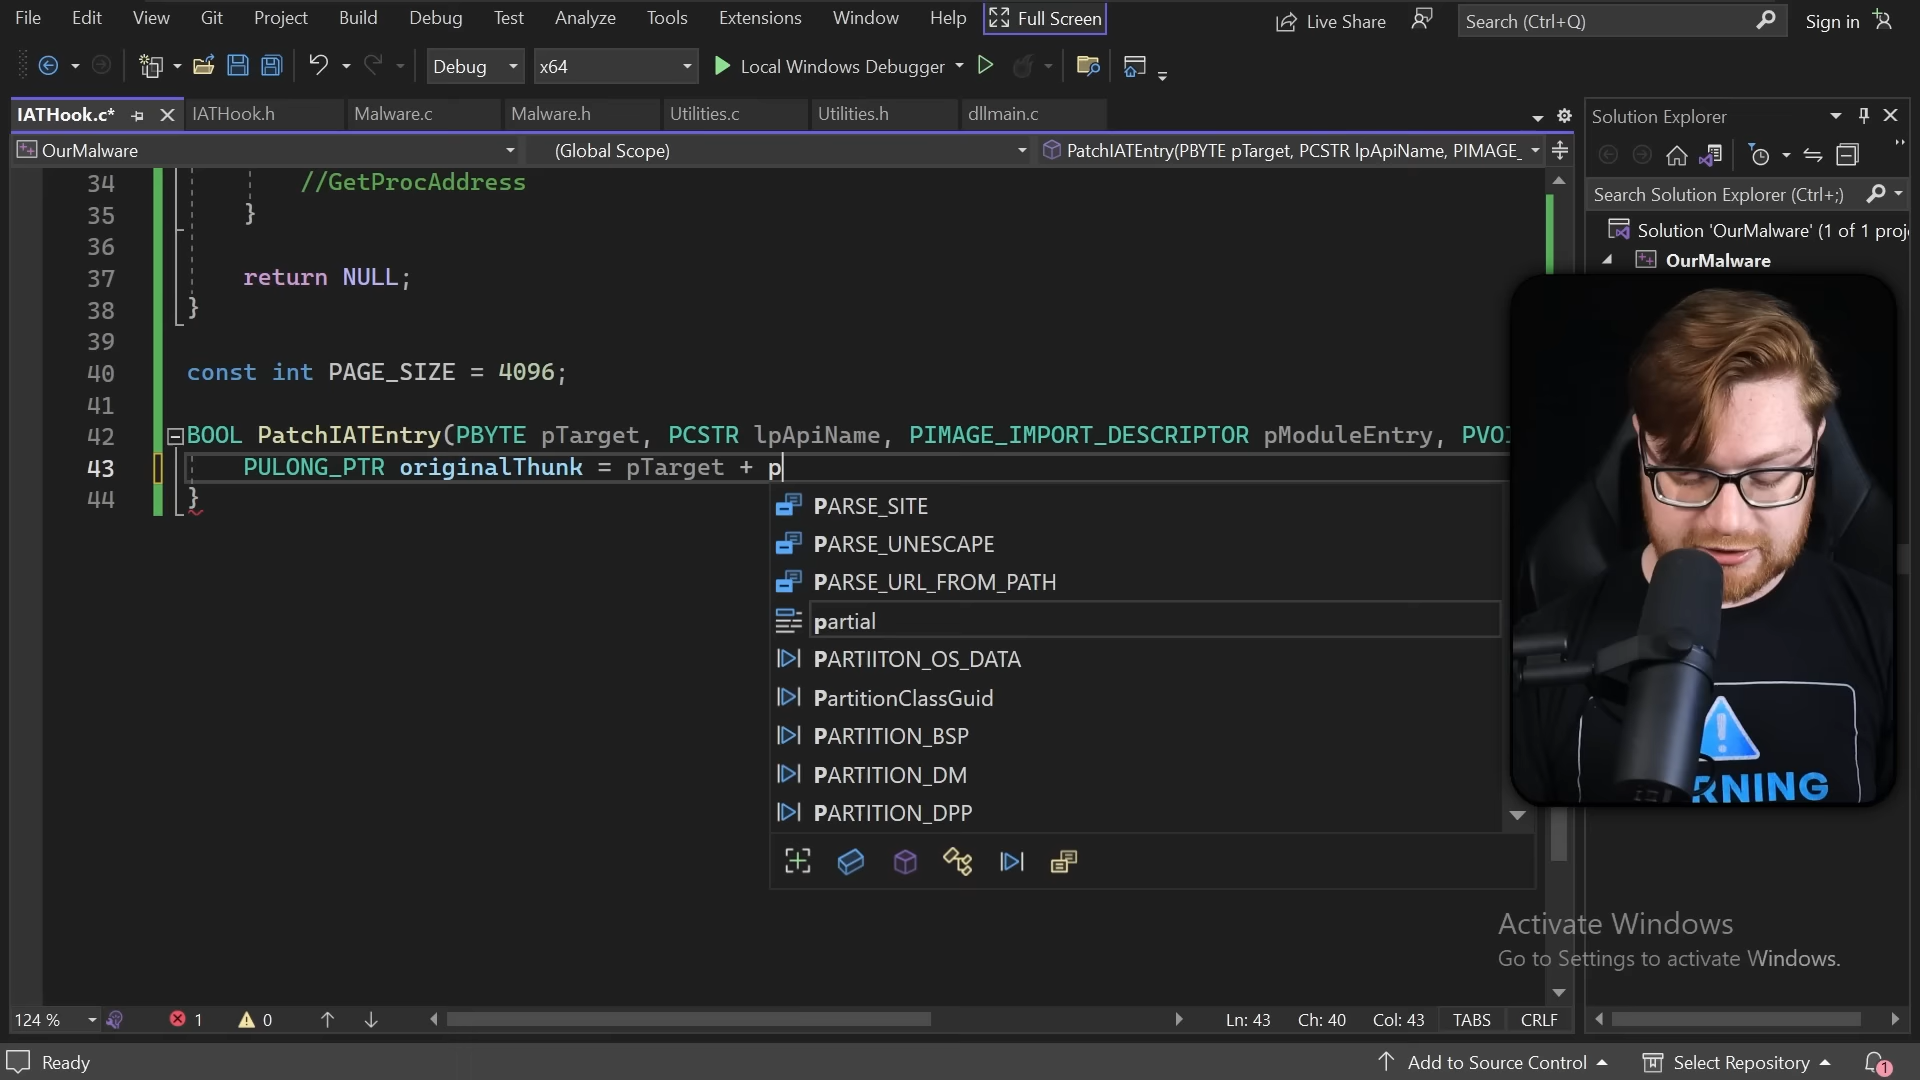 File Edit View Git Project Build Debug Test Analyze Tools Extensions Window Help Full Screen Live Share Search (Ctrl+Q) Sign in
Debug x64 Local Windows Debugger
IATHook.c* IATHook.h Malware.c Malware.h Utilities.c Utilities.h dllmain.c
Solution Explorer
OurMalware (Global Scope) PatchIATEntry(PBYTE pTarget, PCSTR lpApiName, PIMAGE_
Search Solution Explorer (Ctrl+;)
Solution 'OurMalware' (1 of 1 proj
OurMalware
34 //GetProcAddress
35 }
36
37 return NULL;
38 }
39
40 const int PAGE_SIZE = 4096;
41
42 BOOL PatchIATEntry(PBYTE pTarget, PCSTR lpApiName, PIMAGE_IMPORT_DESCRIPTOR pModuleEntry, PVOI
43 PULONG_PTR originalThunk = pTarget + p
44 }
PARSE_SITE
PARSE_UNESCAPE
PARSE_URL_FROM_PATH
partial
PARTIITON_OS_DATA
PartitionClassGuid
PARTITION_BSP
PARTITION_DM
PARTITION_DPP
RNING
Activate Windows
Go to Settings to activate Windows.
124 % 1 0 Ln: 43 Ch: 40 Col: 43 TABS CRLF
Ready Add to Source Control Select Repository 1